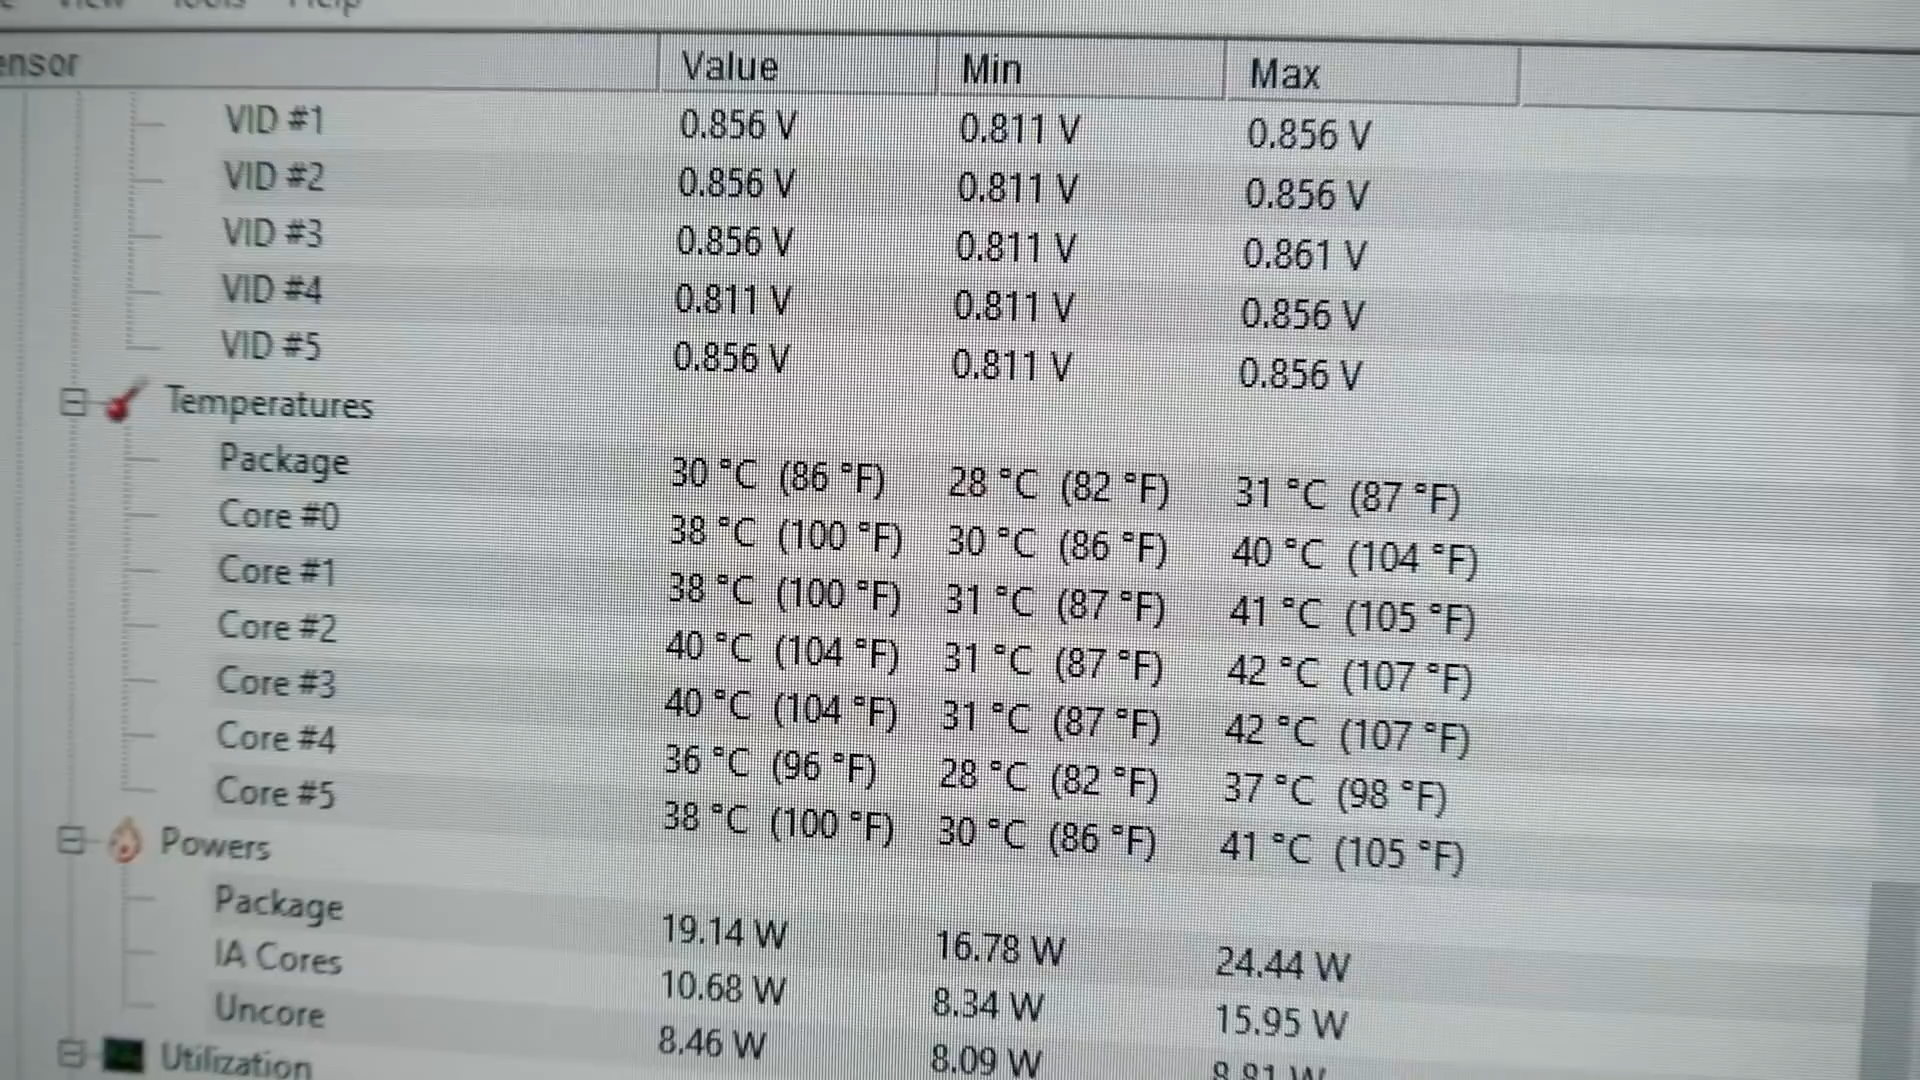 View Tools Help
ensor Value Min Max
VID #1 0.856 V 0.811 V 0.856 V
VID #2 0.856 V 0.811 V 0.856 V
VID #3 0.856 V 0.811 V 0.861 V
VID #4 0.811 V 0.811 V 0.856 V
VID #5 0.856 V 0.811 V 0.856 V
Temperatures
Package 30 °C (86 °F) 28 °C (82 °F) 31 °C (87 °F)
Core #0 38 °C (100 °F) 30 °C (86 °F) 40 °C (104 °F)
Core #1 38 °C (100 °F) 31 °C (87 °F) 41 °C (105 °F)
Core #2 40 °C (104 °F) 31 °C (87 °F) 42 °C (107 °F)
Core #3 40 °C (104 °F) 31 °C (87 °F) 42 °C (107 °F)
Core #4 36 °C (96 °F) 28 °C (82 °F) 37 °C (98 °F)
Core #5 38 °C (100 °F) 30 °C (86 °F) 41 °C (105 °F)
Powers
Package 19.14 W 16.78 W 24.44 W
IA Cores 10.68 W 8.34 W 15.95 W
Uncore 8.46 W 8.09 W 8.81 W
Utilization